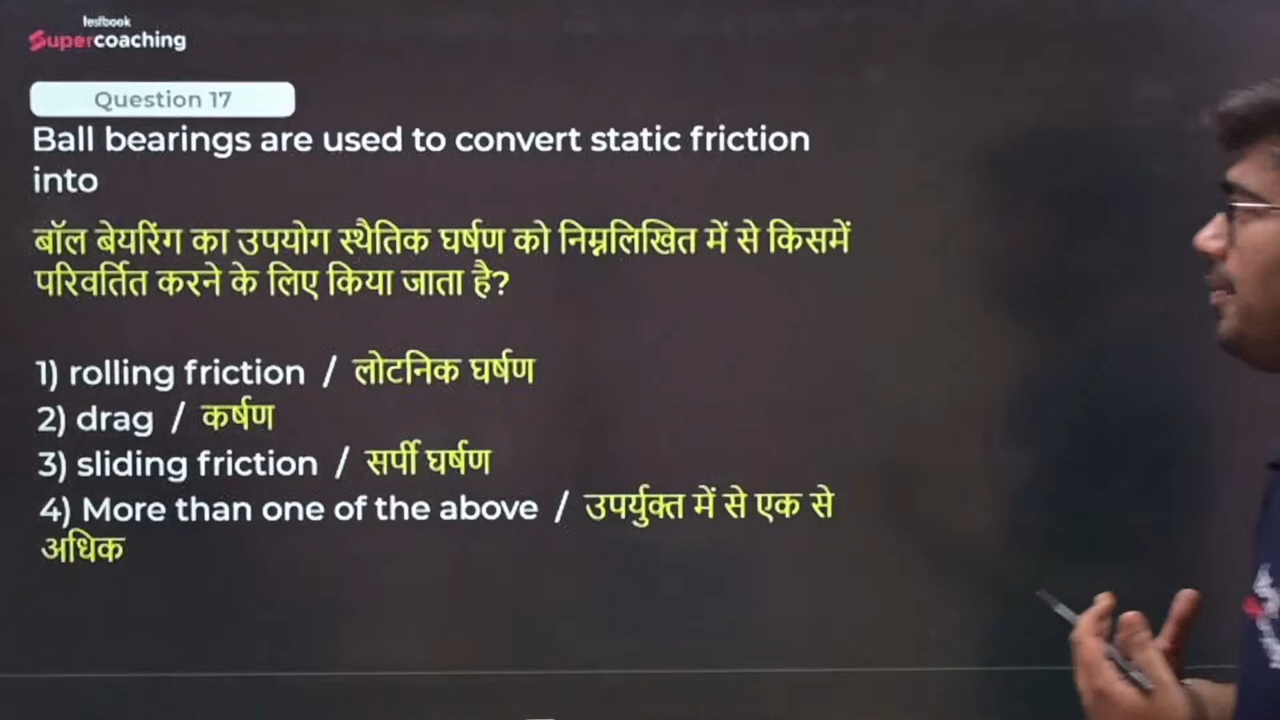 testbook
Supercoaching
Question 17
Ball bearings are used to convert static friction
into
बॉल बेयरिंग का उपयोग स्थैतिक घर्षण को निम्नलिखित में से किसमें
परिवर्तित करने के लिए किया जाता है?
1) rolling friction / लोटनिक घर्षण
2) drag / कर्षण
3) sliding friction / सर्पी घर्षण
4) More than one of the above / उपर्युक्त में से एक से
अधिक